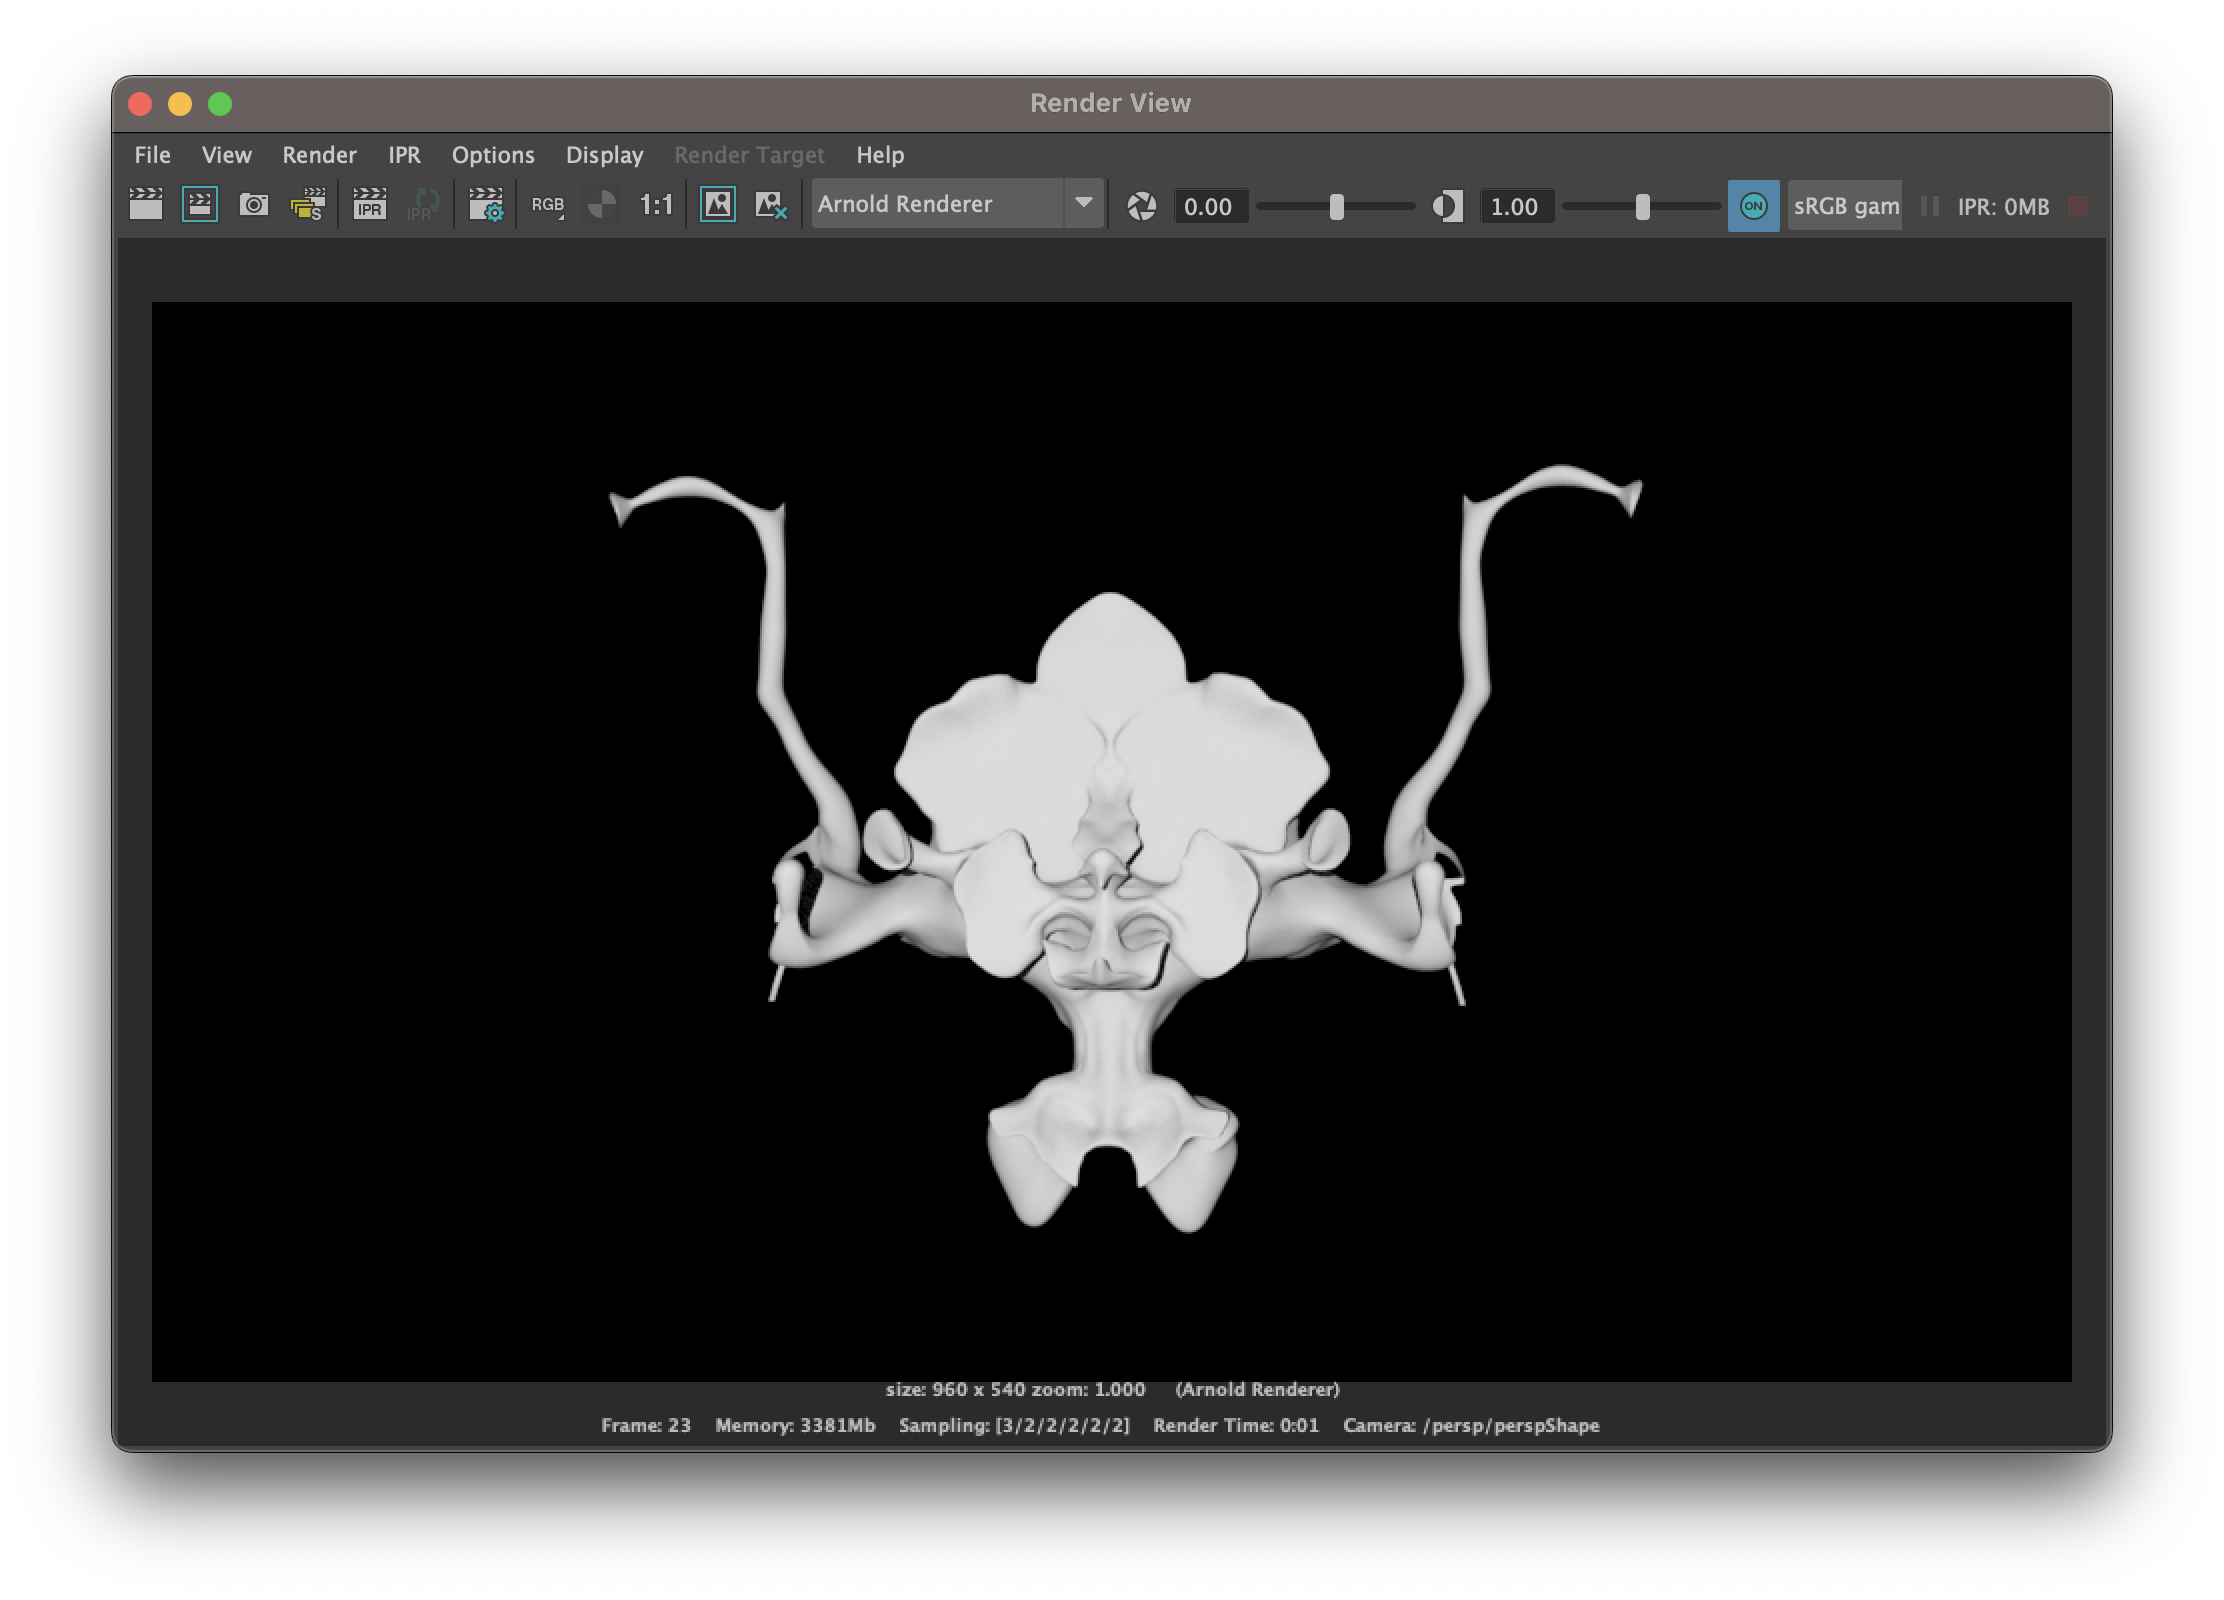 Render View
File View Render IPR Options Display Render Target Help
S IPR IPR RGB 1:1 Arnold Renderer 0.00 1.00 ON sRGB gam IPR: 0MB
size: 960 x 540 zoom: 1.000 (Arnold Renderer)
Frame: 23 Memory: 3381Mb Sampling: [3/2/2/2/2/2] Render Time: 0:01 Camera: /persp/perspShape